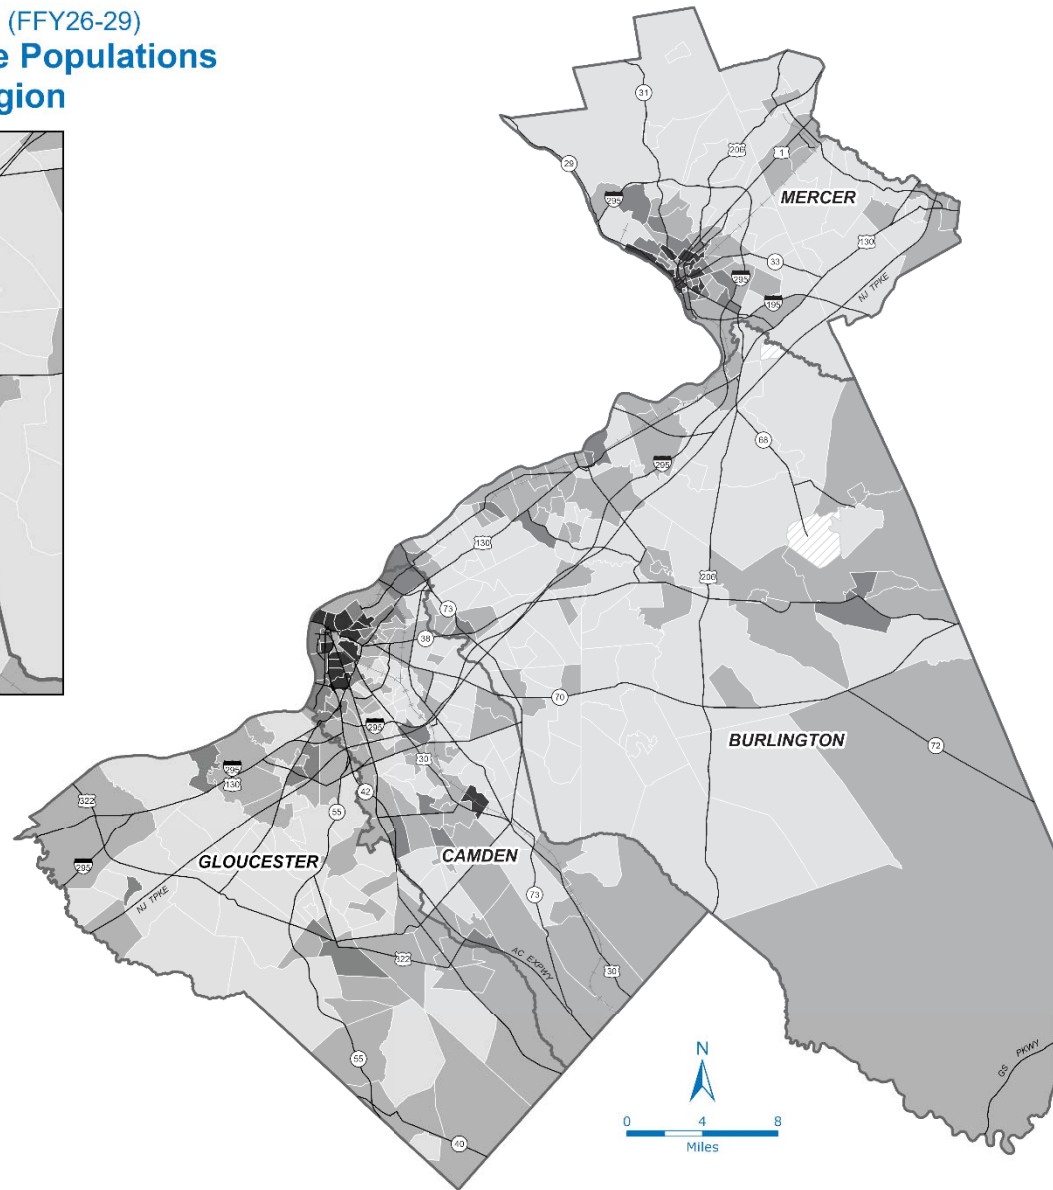 (FFY26-29)
e Populations
gion
31
206
1
29
295
MERCER
130
33
295
NJ TPKE
195
68
295
130
206
73
38
70
295
BURLINGTON
72
30
295
130
42
322
55
CAMDEN
GLOUCESTER
295
73
NJ TPKE
322
AC EXPWY
30
GS PKWY
55
N
0 4 8
Miles
40